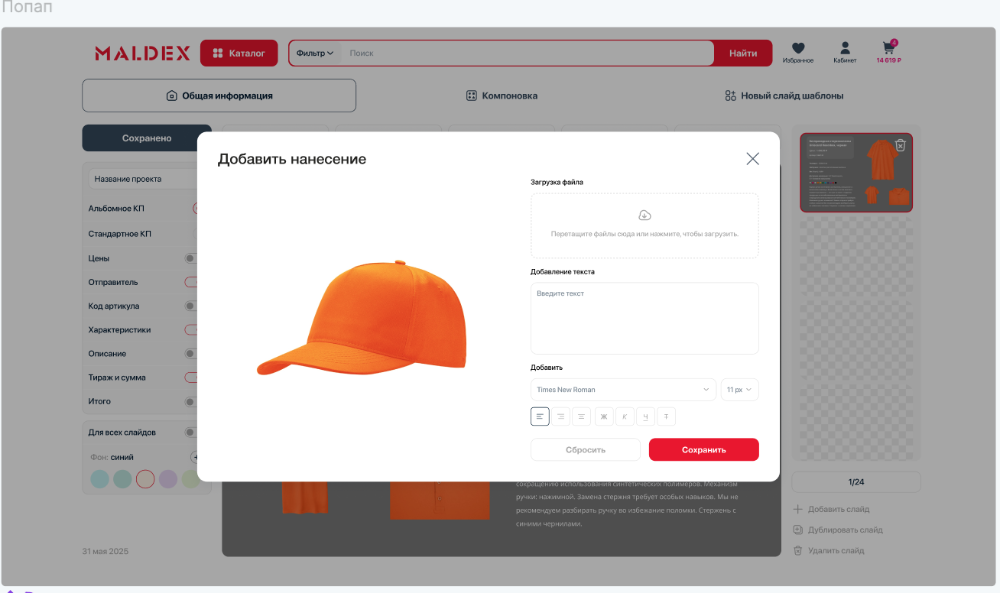 Попап
MALDEX
Каталог
Фильтр
Поиск
Найти
Избранное
Кабинет
4
14 619 ₽
Общая информация
Компоновка
Новый слайд шаблоны
Сохранено
Название проекта
Альбомное КП
Стандартное КП
Цены
Отправитель
Код артикула
Характеристики
Описание
Тираж и сумма
Итого
Для всех слайдов
Фон: синий
31 мая 2025
Добавить нанесение
Загрузка файла
Перетащите файлы сюда или нажмите, чтобы загрузить.
Добавление текста
Введите текст
Добавить
Times New Roman
11 px
Ж
К
Ч
Т
Сбросить
Сохранить
сокращению использования синтетических полимеров. Механизм
ручки: нажимной. Замена стержня требует особых навыков. Мы не
рекомендуем разбирать ручку во избежание поломки. Стержень с
синими чернилами.
1/24
Добавить слайд
Дублировать слайд
Удалить слайд